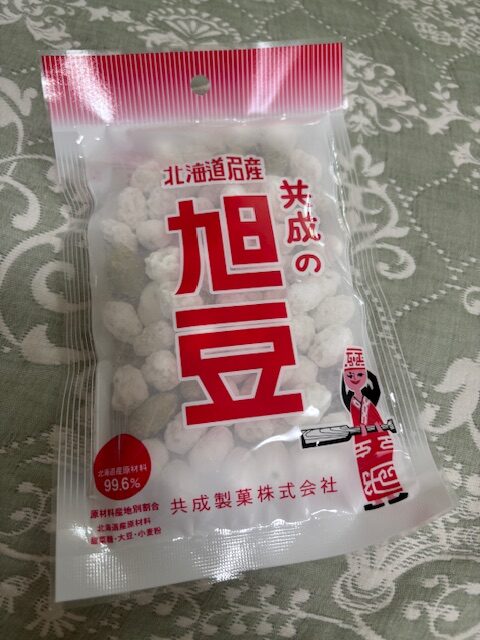 北海道名産
共成の
旭豆
北海道産原材料
99.6%
原材料産地別割合
北海道産原材料
甜菜糖・大豆・小麦粉
共成製菓株式会社